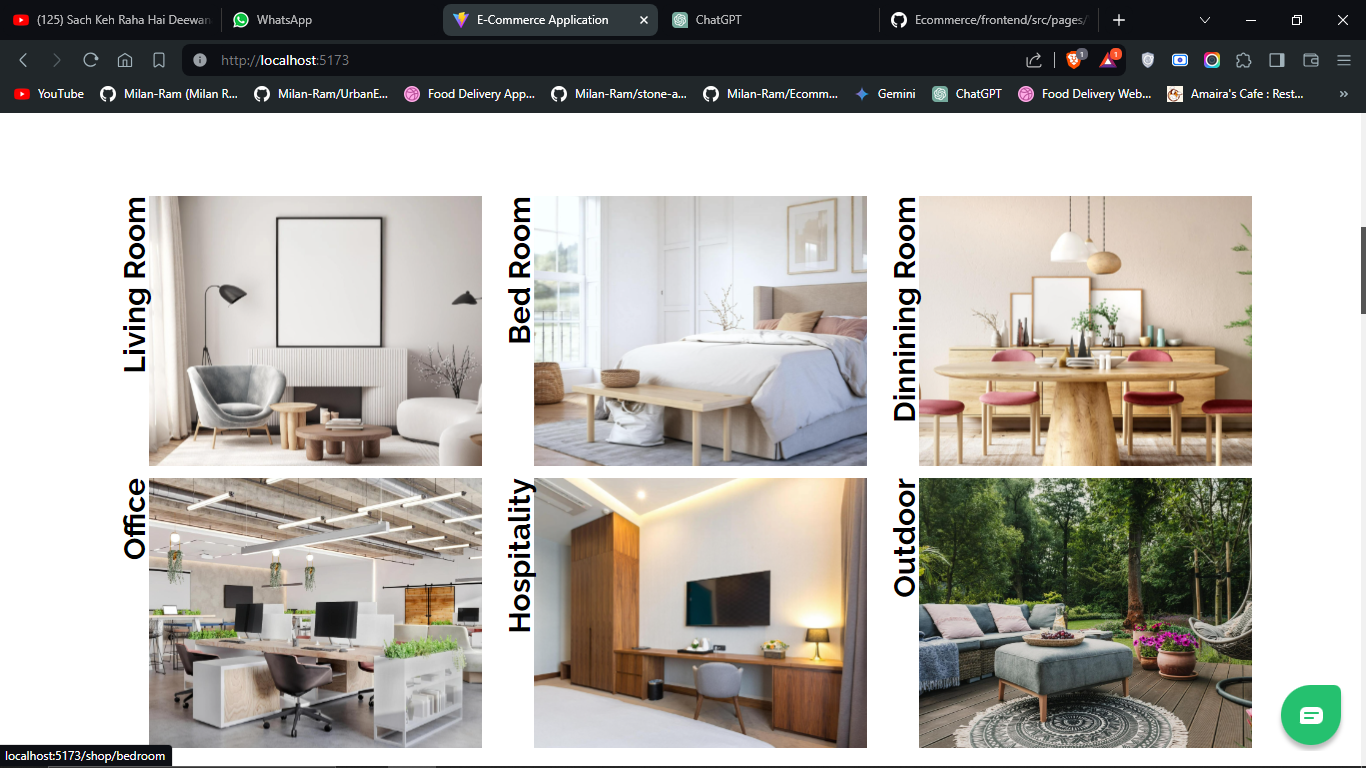 (125) Sach Keh Raha Hai Deewan
WhatsApp
E-Commerce Application
ChatGPT
Ecommerce/frontend/src/pages/
http://localhost:5173
1
1
YouTube
Milan-Ram (Milan R...
Milan-Ram/UrbanE...
Food Delivery App...
Milan-Ram/stone-a...
Milan-Ram/Ecomm...
Gemini
ChatGPT
Food Delivery Web...
Amaira's Cafe : Rest...
»
Living Room
Bed Room
Dinnining Room
Office
Hospitality
Outdoor
localhost:5173/shop/bedroom